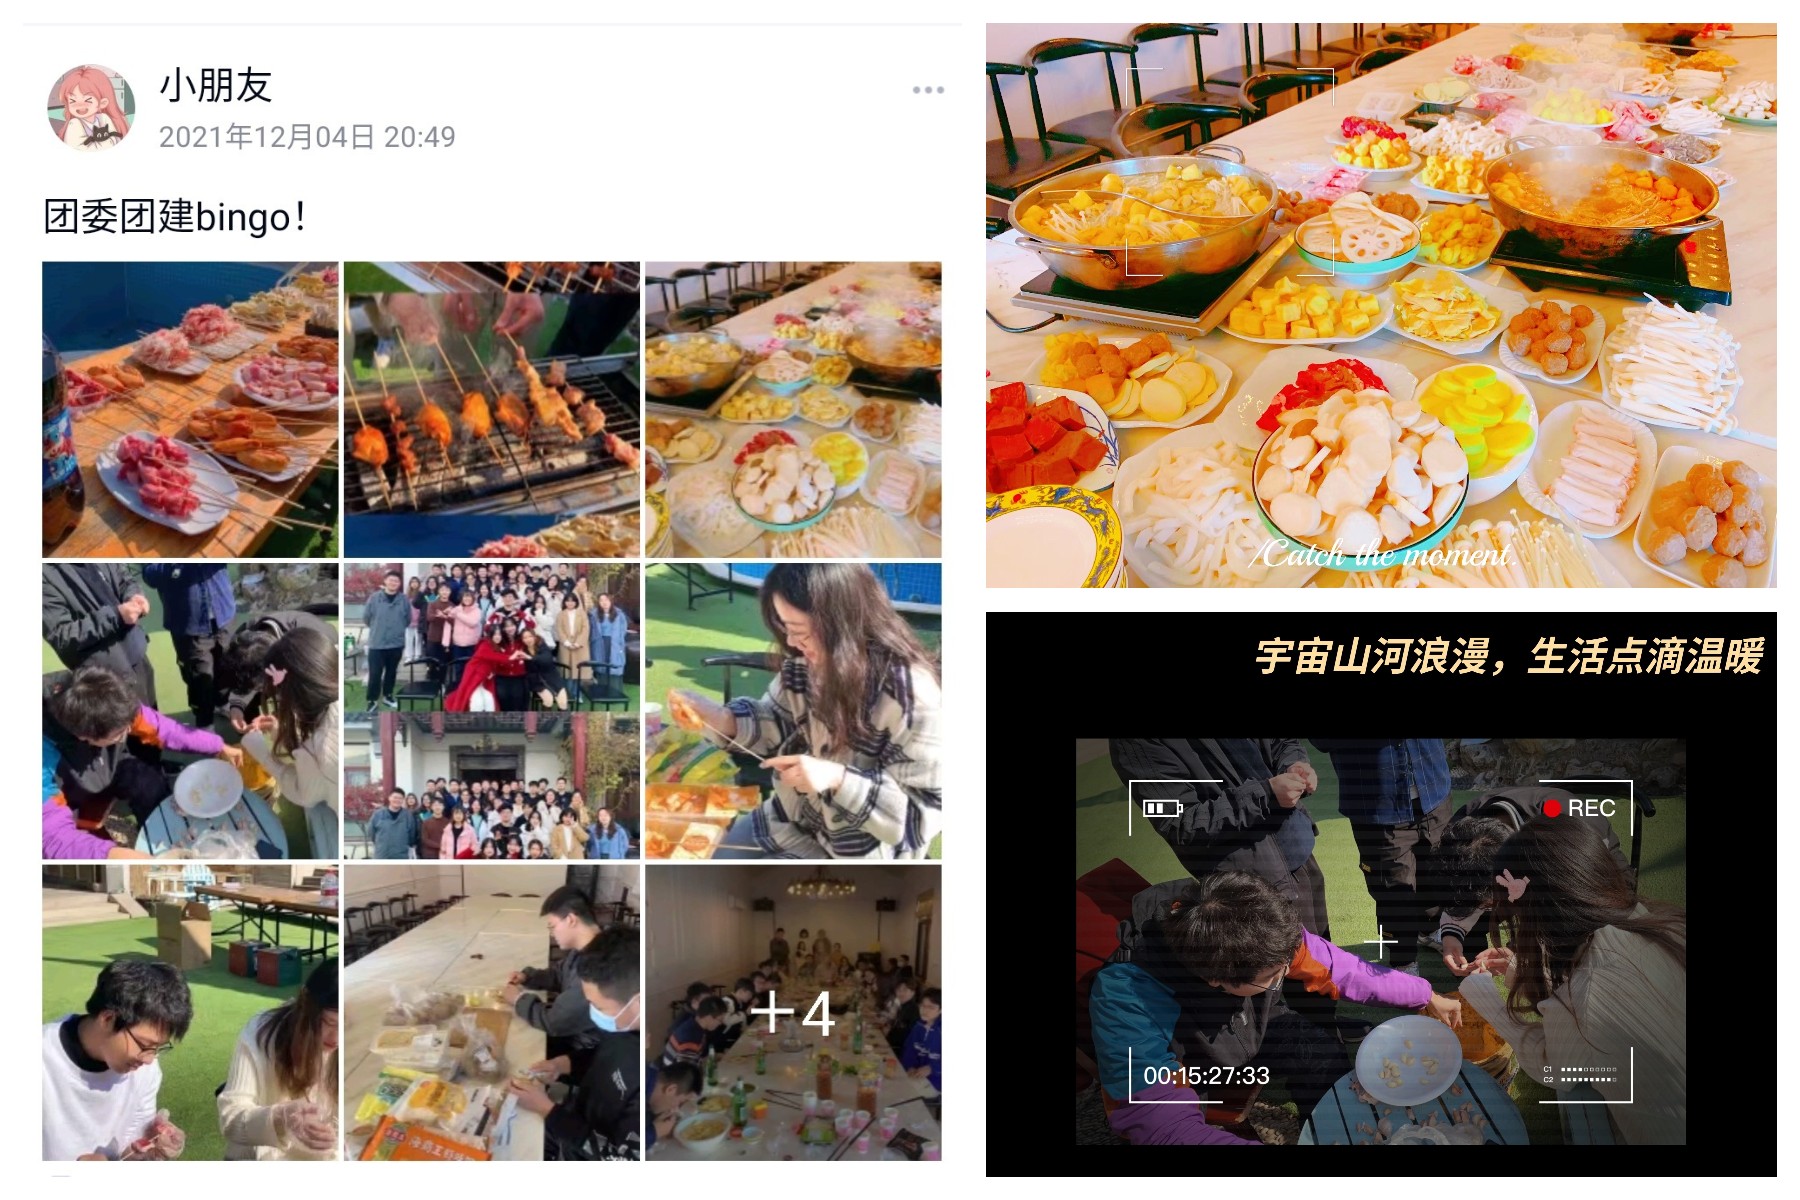 小朋友
2021年12月04日 20:49
团委团建bingo！
+4
/Catch the moment.
宇宙山河浪漫，生活点滴温暖
REC
00:15:27:33
C1
C2